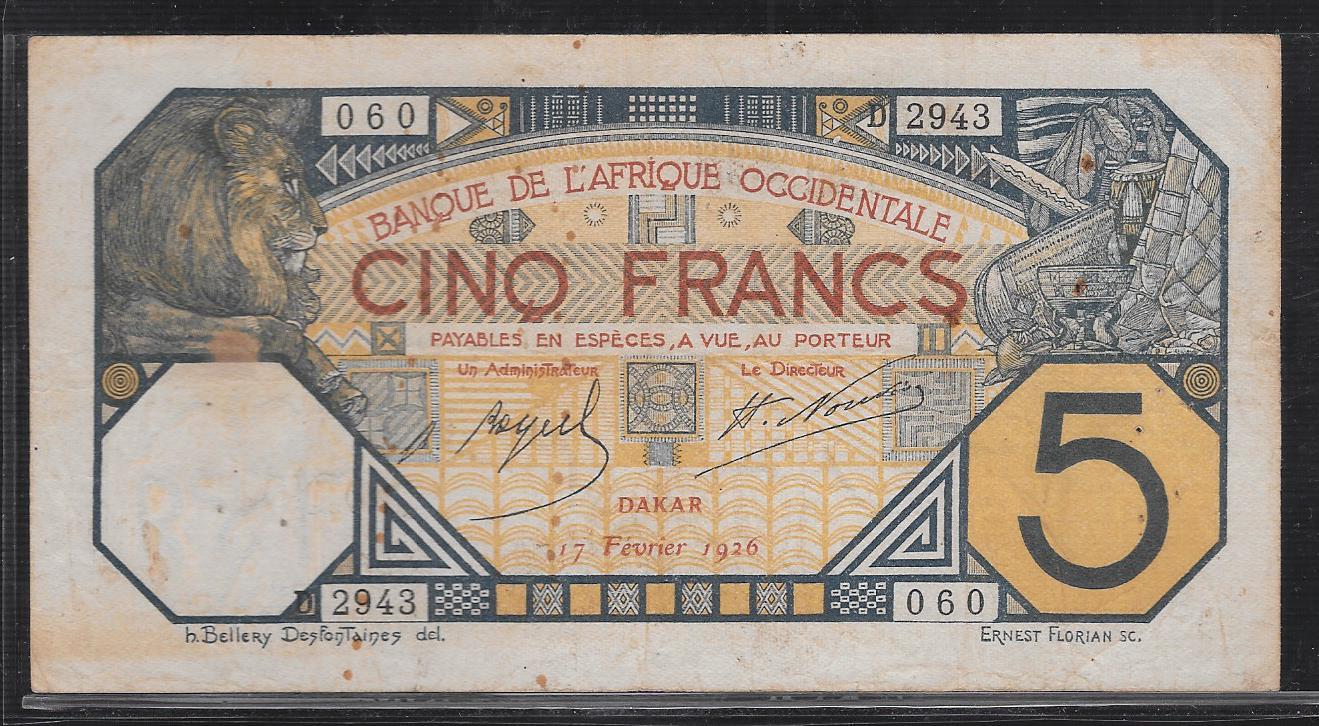 060
D 2943
BANQUE DE L'AFRIQUE OCCIDENTALE
CINQ FRANCS
PAYABLES EN ESPÈCES, A VUE, AU PORTEUR
Un Administrateur
Le Directeur
5
DAKAR
17 Février 1926
D 2943
060
h. Bellery Desfontaines del.
ERNEST FLORIAN SC.